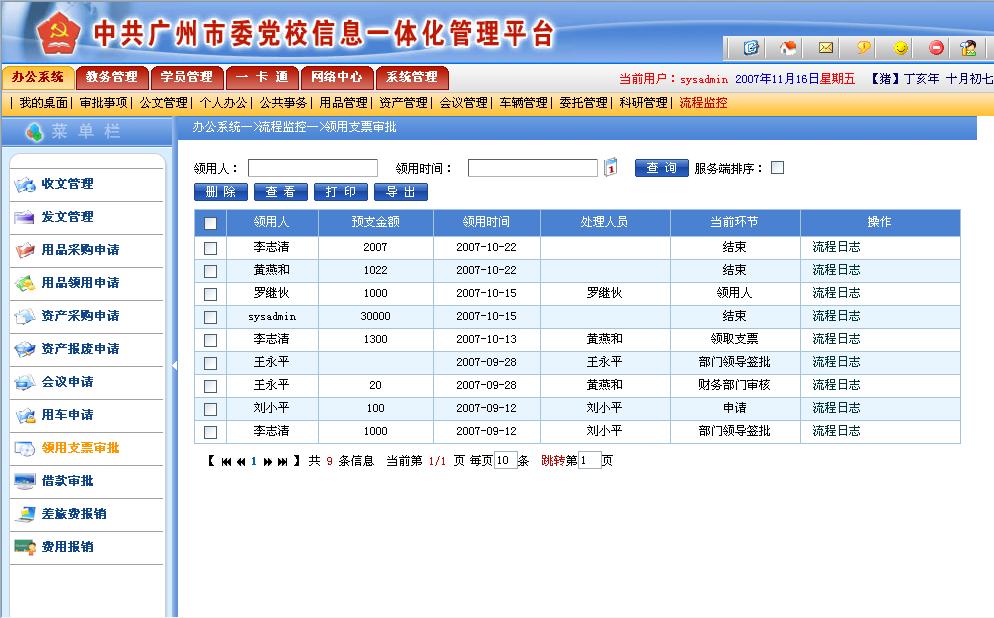 中共广州市委党校信息一体化管理平台
办公系统 教务管理 学员管理 一 卡 通 网络中心 系统管理
当前用户：sysadmin 2007年11月16日星期五 【猪】丁亥年 十月初七
| 我的桌面| 审批事项| 公文管理| 个人办公| 公共事务| 用品管理| 资产管理| 会议管理| 车辆管理| 委托管理| 科研管理| 流程监控
菜 单 栏
办公系统—>流程监控—>领用支票审批
收文管理
发文管理
用品采购申请
用品领用申请
资产采购申请
资产报废申请
会议申请
用车申请
领用支票审批
借款审批
差旅费报销
费用报销
领用人： 领用时间： 1 查 询 服务端排序：
删 除 查 看 打 印 导 出
领用人 预支金额 领用时间 处理人员 当前环节 操作
李志清 2007 2007-10-22 结束 流程日志
黄燕和 1022 2007-10-22 结束 流程日志
罗继伙 1000 2007-10-15 罗继伙 领用人 流程日志
sysadmin 30000 2007-10-15 结束 流程日志
李志清 1300 2007-10-13 黄燕和 领取支票 流程日志
王永平 2007-09-28 王永平 部门领导签批 流程日志
王永平 20 2007-09-28 黄燕和 财务部门审核 流程日志
刘小平 100 2007-09-12 刘小平 申请 流程日志
李志清 1000 2007-09-12 刘小平 部门领导签批 流程日志
【 1 】 共 9 条信息 当前第 1/1 页 每页 10 条 跳转第 1 页